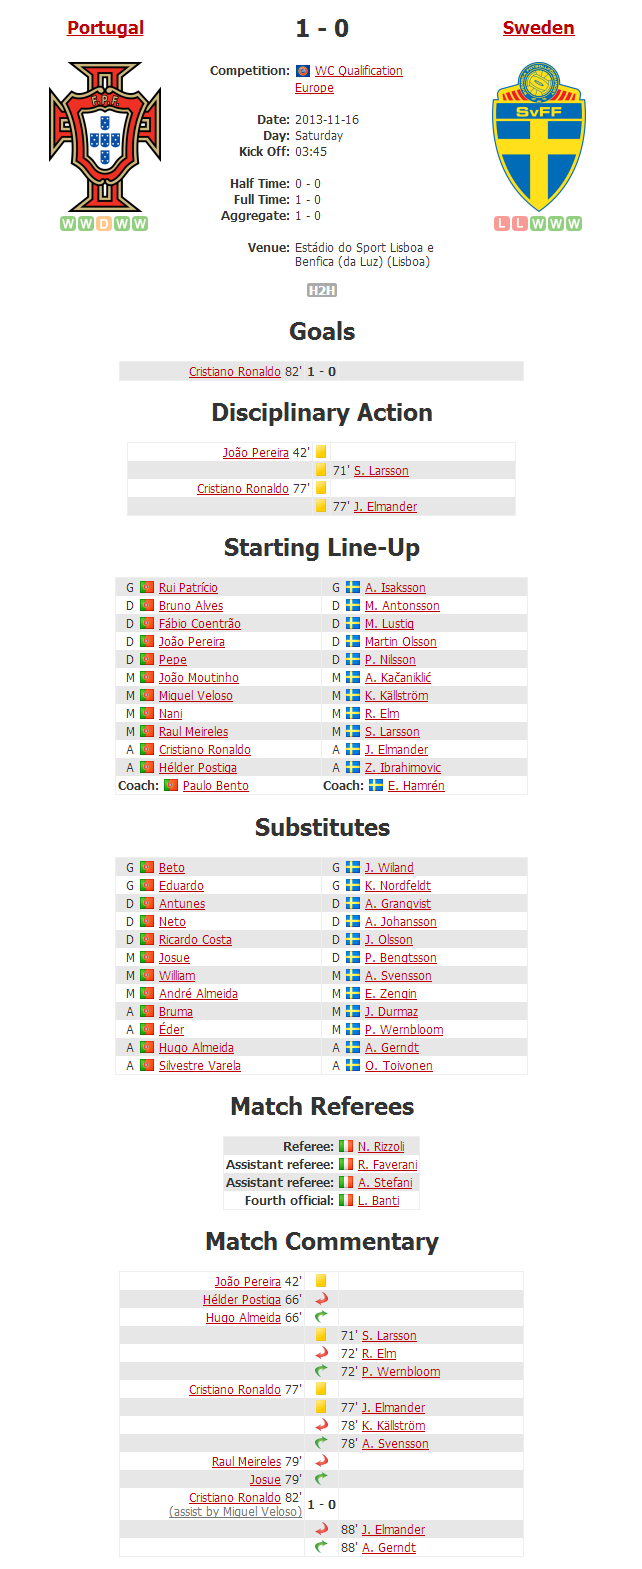 Portugal 1 - 0 Sweden
F.P.F.
SvFF
Competition: WC Qualification
Europe
Date: 2013-11-16
Day: Saturday
Kick Off: 03:45
Half Time: 0 - 0
Full Time: 1 - 0
Aggregate: 1 - 0
W W D W W
L L W W W
Venue: Estádio do Sport Lisboa e
Benfica (da Luz) (Lisboa)
H2H
Goals
Cristiano Ronaldo 82' 1 - 0
Disciplinary Action
João Pereira 42'
71' S. Larsson
Cristiano Ronaldo 77'
77' J. Elmander
Starting Line-Up
G Rui Patrício G A. Isaksson
D Bruno Alves D M. Antonsson
D Fábio Coentrão D M. Lustig
D João Pereira D Martin Olsson
D Pepe D P. Nilsson
M João Moutinho M A. Kačaniklić
M Miguel Veloso M K. Källström
M Nani M R. Elm
M Raul Meireles M S. Larsson
A Cristiano Ronaldo A J. Elmander
A Hélder Postiga A Z. Ibrahimovic
Coach: Paulo Bento Coach: E. Hamrén
Substitutes
G Beto G J. Wiland
G Eduardo G K. Nordfeldt
D Antunes D A. Granqvist
D Neto D A. Johansson
D Ricardo Costa D J. Olsson
M Josue D P. Bengtsson
M William M A. Svensson
M André Almeida M E. Zengin
A Bruma M J. Durmaz
A Éder M P. Wernbloom
A Hugo Almeida A A. Gerndt
A Silvestre Varela A O. Toivonen
Match Referees
Referee: N. Rizzoli
Assistant referee: R. Faverani
Assistant referee: A. Stefani
Fourth official: L. Banti
Match Commentary
João Pereira 42'
Hélder Postiga 66'
Hugo Almeida 66'
71' S. Larsson
72' R. Elm
72' P. Wernbloom
Cristiano Ronaldo 77'
77' J. Elmander
78' K. Källström
78' A. Svensson
Raul Meireles 79'
Josue 79'
Cristiano Ronaldo 82' 1 - 0
(assist by Miguel Veloso)
88' J. Elmander
88' A. Gerndt